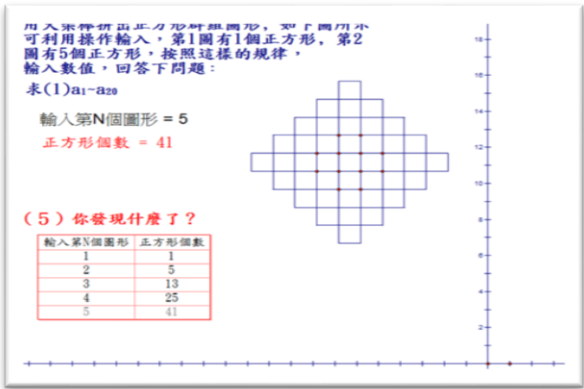 用火柴棒拼出正方形群組圖形, 如下圖所示
可利用操作輸入,第1圖有1個正方形, 第2
圖有5個正方形,按照這樣的規律,
輸入數值,回答下問題:
求(1)a₁~a₂₀
輸入第N個圖形 = 5
正方形個數 = 41
(5)你發現什麼了?
輸入第N個圖形 正方形個數
1 1
2 5
3 13
4 25
5 41
18
16
14
12
10
8
6
4
2